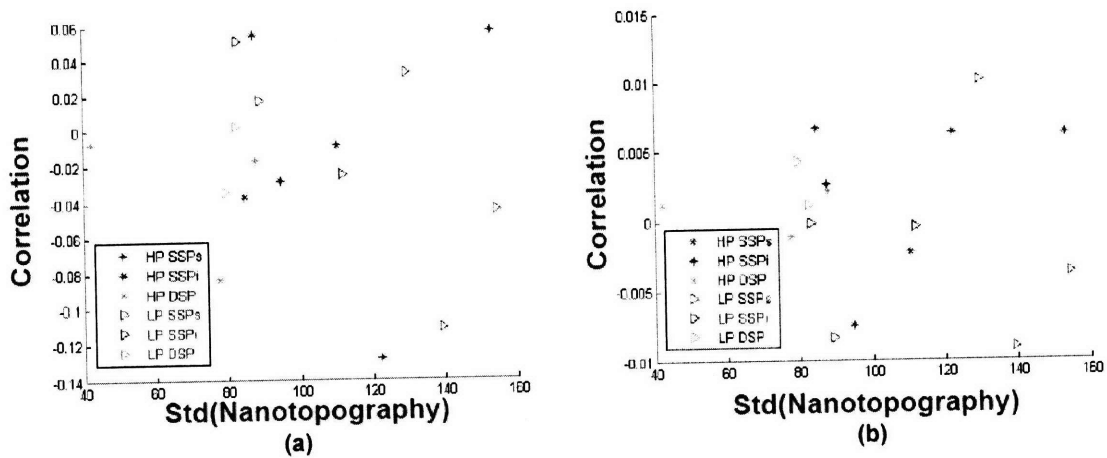 0.06
0.04
0.02
0
-0.02
-0.04
-0.06
-0.08
-0.1
-0.12
-0.14
Correlation
HP SSPs
HP SSPi
HP DSP
LP SSPs
LP SSPi
LP DSP
40 60 80 100 120 140 160
Std(Nanotopography)
(a)
0.015
0.01
0.005
0
-0.005
-0.01
Correlation
HP SSPs
HP SSPi
HP DSP
LP SSPs
LP SSPi
LP DSP
40 60 80 100 120 140 160
Std(Nanotopography)
(b)